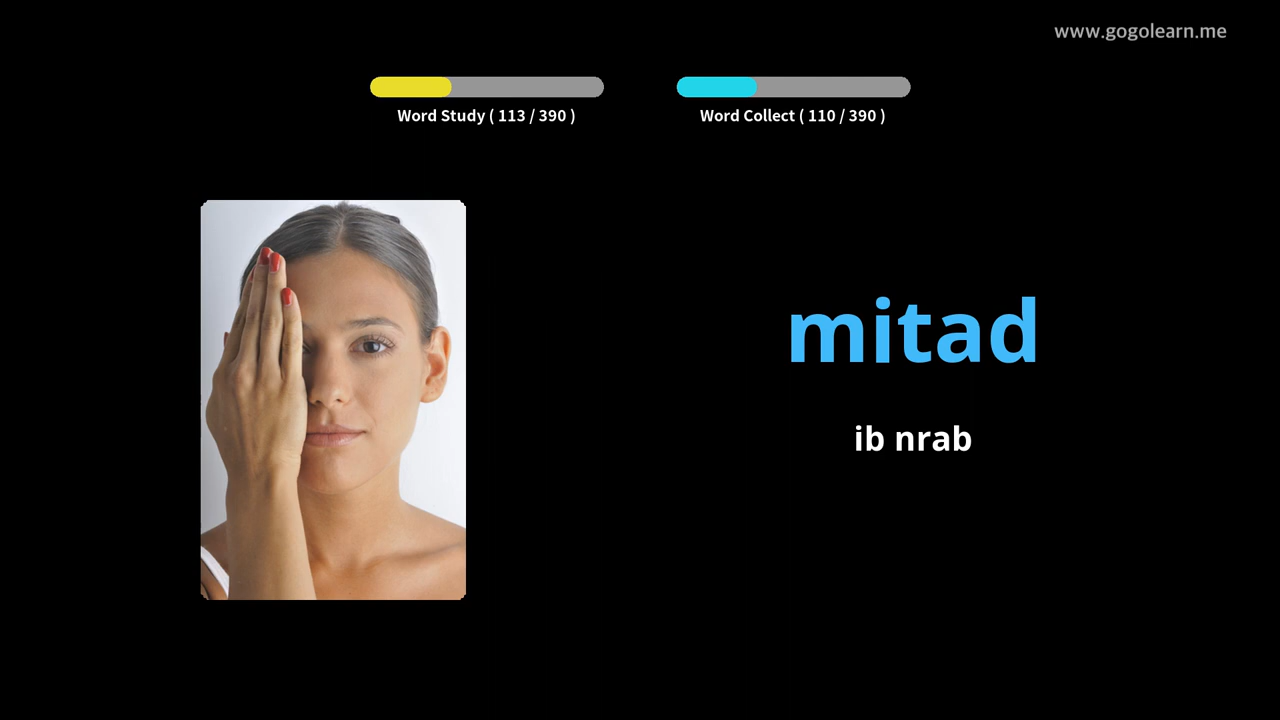 www.gogolearn.me
Word Study ( 113 / 390 )
Word Collect ( 110 / 390 )
mitad
ib nrab